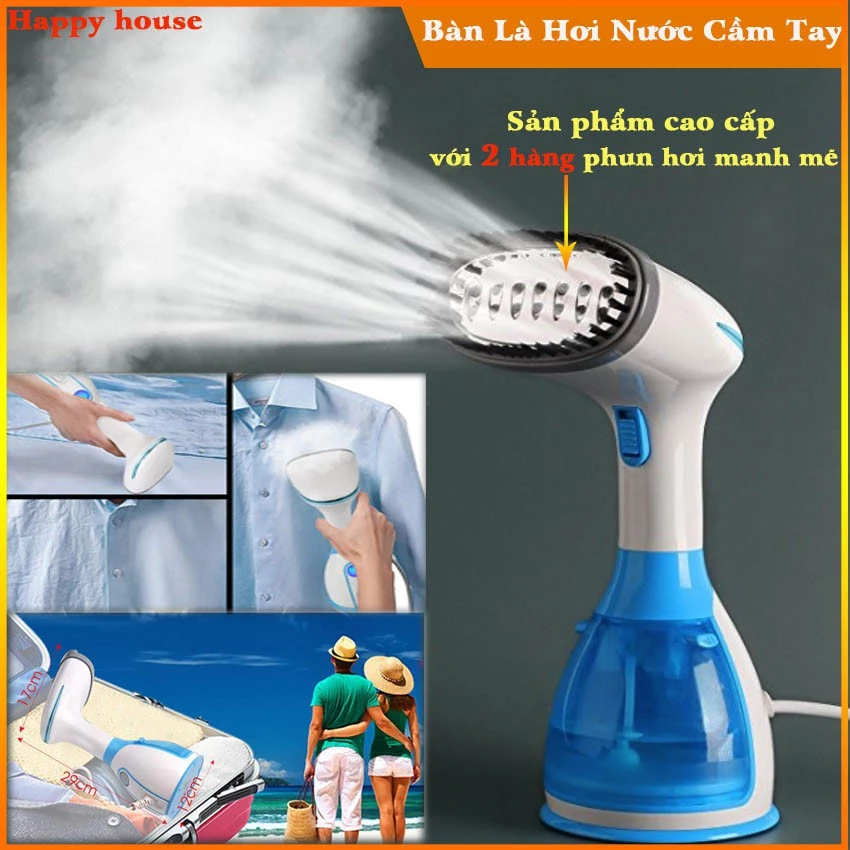 Happy house
Bàn Là Hơi Nước Cầm Tay
Sản phẩm cao cấp
với 2 hàng phun hơi manh mẽ
17cm
29cm
12cm